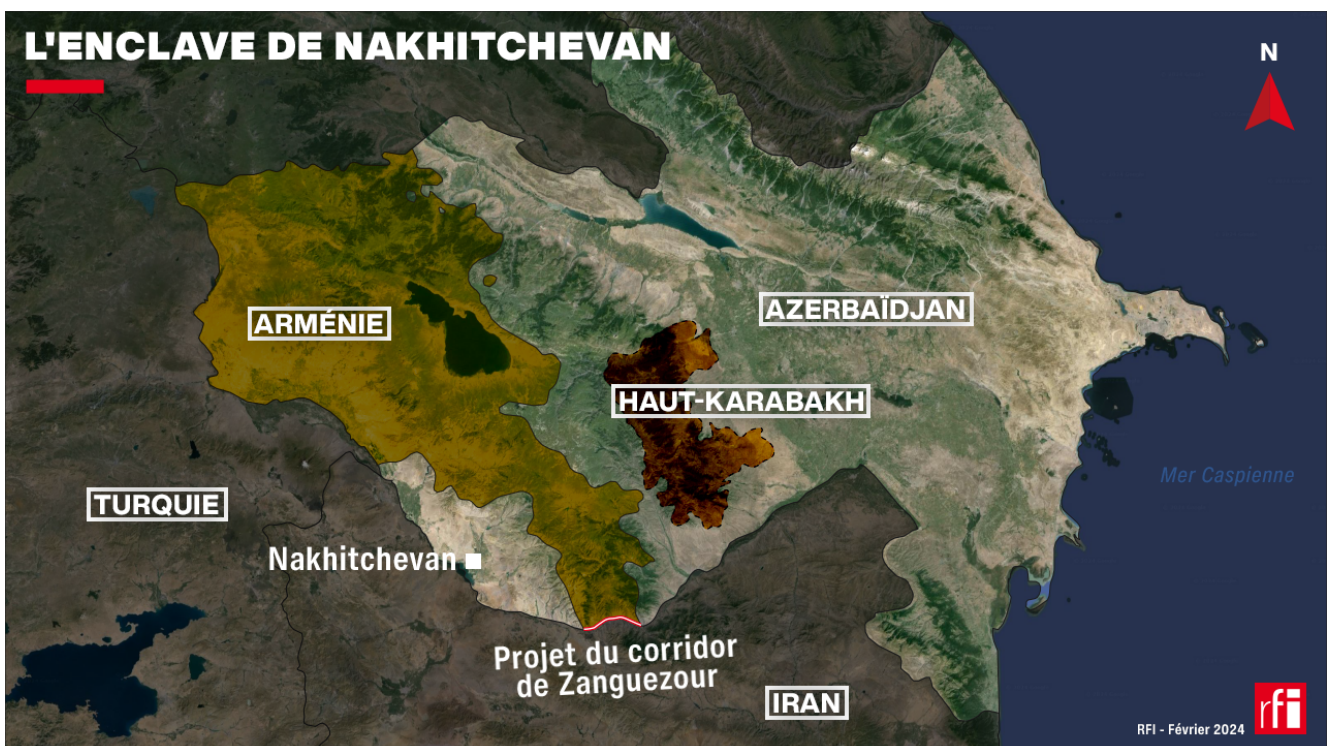 L'ENCLAVE DE NAKHITCHEVAN
N
ARMÉNIE
AZERBAÏDJAN
HAUT-KARABAKH
Mer Caspienne
TURQUIE
Nakhitchevan
Projet du corridor
de Zanguezour
IRAN
RFI - Février 2024
rfi